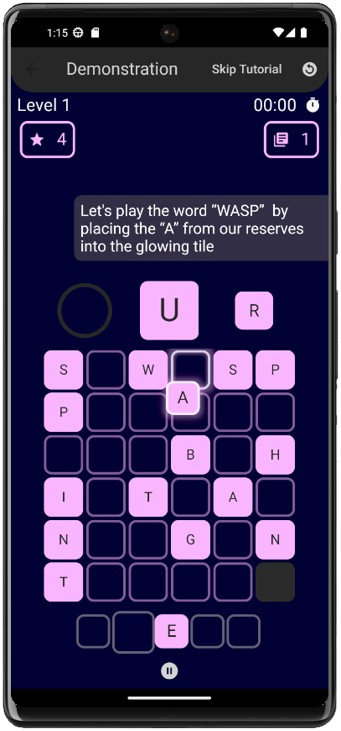 1:15
Demonstration Skip Tutorial
Level 1 00:00
4 1
Let's play the word “WASP” by
placing the “A” from our reserves
into the glowing tile
U R
S W S P
A
P
B H
I T A
N G N
T
E